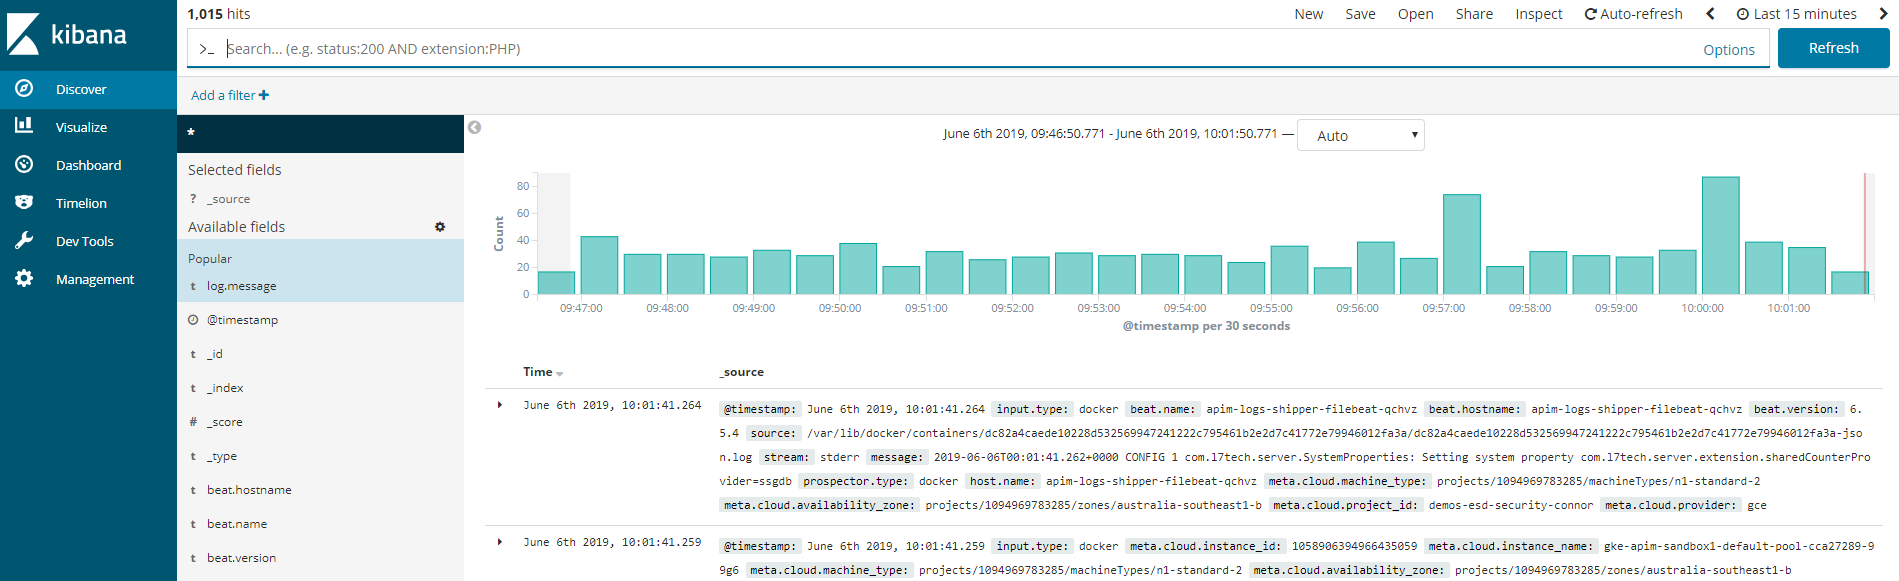 kibana
Discover
Visualize
Dashboard
Timelion
Dev Tools
Management
1,015 hits
New Save Open Share Inspect Auto-refresh Last 15 minutes
>_ Search... (e.g. status:200 AND extension:PHP) Options Refresh
Add a filter +
*
Selected fields
? _source
Available fields
Popular
t log.message
@timestamp
t _id
t _index
# _score
t _type
t beat.hostname
t beat.name
t beat.version
June 6th 2019, 09:46:50.771 - June 6th 2019, 10:01:50.771 — Auto
Count
80
60
40
20
0
09:47:00 09:48:00 09:49:00 09:50:00 09:51:00 09:52:00 09:53:00 09:54:00 09:55:00 09:56:00 09:57:00 09:58:00 09:59:00 10:00:00 10:01:00
@timestamp per 30 seconds
Time _source
June 6th 2019, 10:01:41.264 @timestamp: June 6th 2019, 10:01:41.264 input.type: docker beat.name: apim-logs-shipper-filebeat-qchvz beat.hostname: apim-logs-shipper-filebeat-qchvz beat.version: 6.
5.4 source: /var/lib/docker/containers/dc82a4caede10228d532569947241222c795461b2e2d7c41772e79946012fa3a/dc82a4caede10228d532569947241222c795461b2e2d7c41772e79946012fa3a-jso
n.log stream: stderr message: 2019-06-06T00:01:41.262+0000 CONFIG 1 com.l7tech.server.SystemProperties: Setting system property com.l7tech.server.extension.sharedCounterPro
vider=ssgdb prospector.type: docker host.name: apim-logs-shipper-filebeat-qchvz meta.cloud.machine_type: projects/1094969783285/machineTypes/n1-standard-2
meta.cloud.availability_zone: projects/1094969783285/zones/australia-southeast1-b meta.cloud.project_id: demos-esd-security-connor meta.cloud.provider: gce
June 6th 2019, 10:01:41.259 @timestamp: June 6th 2019, 10:01:41.259 input.type: docker meta.cloud.instance_id: 1058906394966435059 meta.cloud.instance_name: gke-apim-sandbox1-default-pool-cca27289-9
9g6 meta.cloud.machine_type: projects/1094969783285/machineTypes/n1-standard-2 meta.cloud.availability_zone: projects/1094969783285/zones/australia-southeast1-b